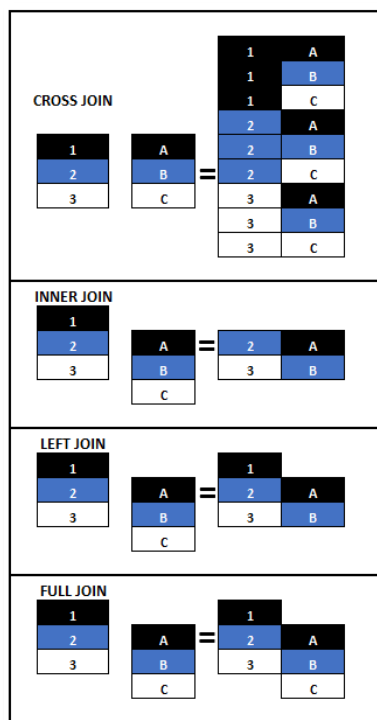 1 A
1 B
CROSS JOIN
1 C
1 A = 2 A
2 B 2 B
3 C 2 C
3 A
3 B
3 C
INNER JOIN
1
2 A = 2 A
3 B 3 B
C
LEFT JOIN
1 1
2 A = 2 A
3 B 3 B
C
FULL JOIN
1 1
2 A = 2 A
3 B 3 B
C C